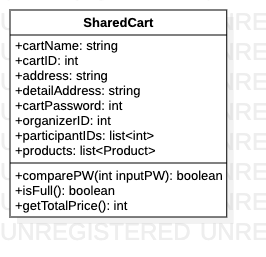 SharedCart
+cartName: string
+cartID: int
+address: string
+detailAddress: string
+cartPassword: int
+organizerID: int
+participantIDs: list<int>
+products: list<Product>
+comparePW(int inputPW): boolean
+isFull(): boolean
+getTotalPrice(): int
UNREGISTERED UNRE